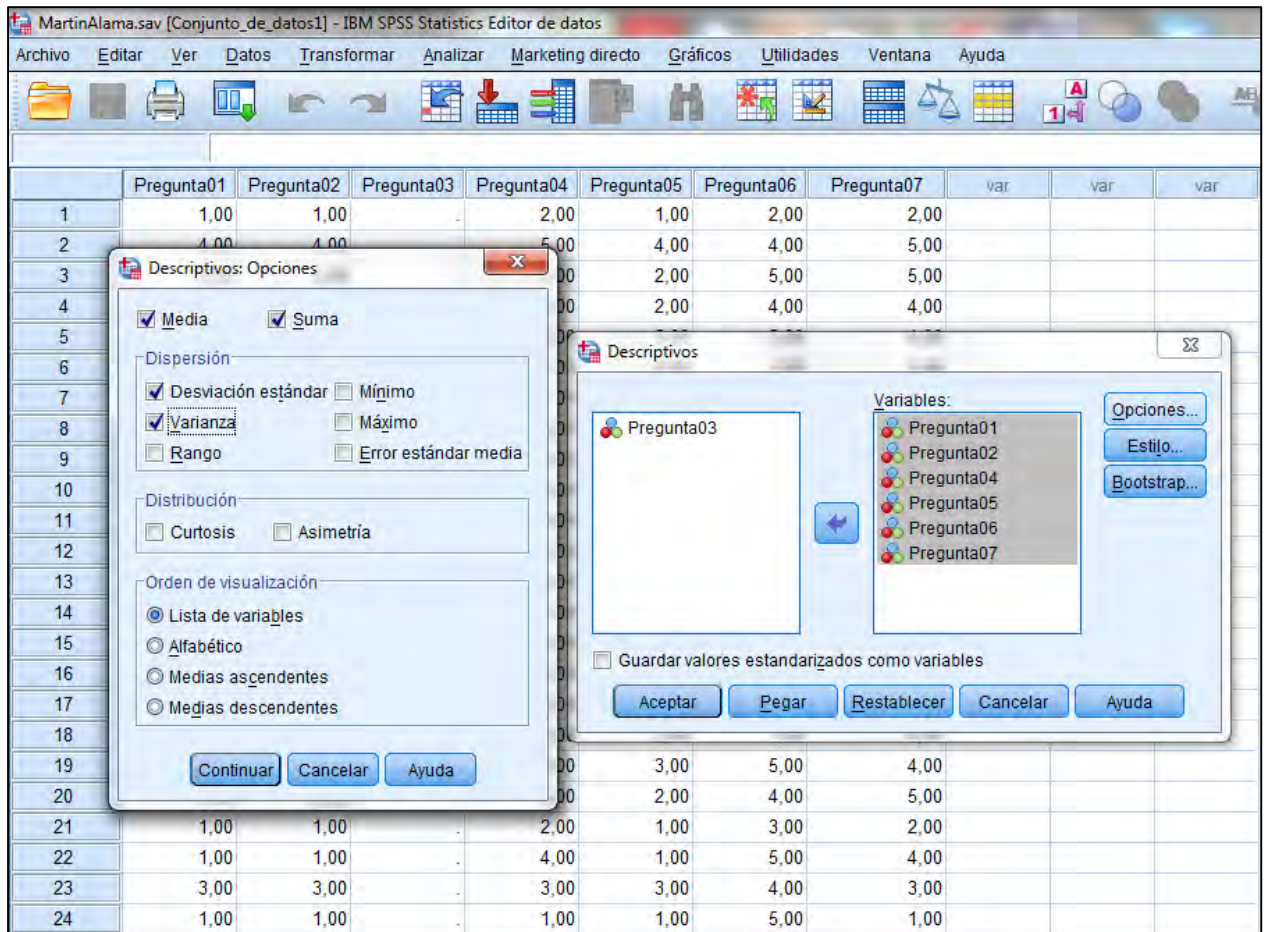 MartinAlama.sav [Conjunto_de_datos1] - IBM SPSS Statistics Editor de datos
Archivo Editar Ver Datos Transformar Analizar Marketing directo Gráficos Utilidades Ventana Ayuda
Pregunta01 Pregunta02 Pregunta03 Pregunta04 Pregunta05 Pregunta06 Pregunta07 var var var
1 1,00 1,00 . 2,00 1,00 2,00 2,00
2 4,00 4,00 5,00 4,00 4,00 5,00
3 2,00 5,00 5,00
4 2,00 4,00 4,00
5
6
7
8
9
10
11
12
13
14
15
16
17
18
19 3,00 5,00 4,00
20 2,00 4,00 5,00
21 1,00 1,00 . 2,00 1,00 3,00 2,00
22 1,00 1,00 . 4,00 1,00 5,00 4,00
23 3,00 3,00 . 3,00 3,00 4,00 3,00
24 1,00 1,00 . 1,00 1,00 5,00 1,00
Descriptivos: Opciones
Media Suma
Dispersión
Desviación estándar Mínimo
Varianza Máximo
Rango Error estándar media
Distribución
Curtosis Asimetría
Orden de visualización
Lista de variables
Alfabético
Medias ascendentes
Medias descendentes
Continuar Cancelar Ayuda
Descriptivos
Variables:
Pregunta03
Pregunta01
Pregunta02
Pregunta04
Pregunta05
Pregunta06
Pregunta07
Opciones...
Estilo...
Bootstrap...
Guardar valores estandarizados como variables
Aceptar Pegar Restablecer Cancelar Ayuda